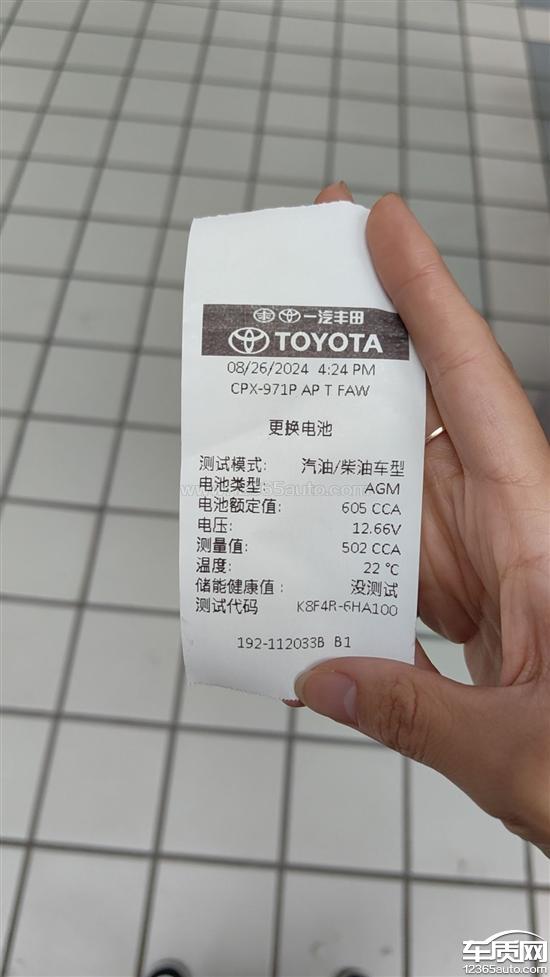 一汽丰田
TOYOTA
08/26/2024 4:24 PM
CPX-971P AP T FAW
更换电池
测试模式: 汽油/柴油车型
电池类型 AGM
电池额定值: 605 CCA
电压: 12.66V
测量值: 502 CCA
温度: 22 ℃
储能健康值: 没测试
测试代码 K8F4R-6HA100
192-112033B B1
车质网
12365auto.com